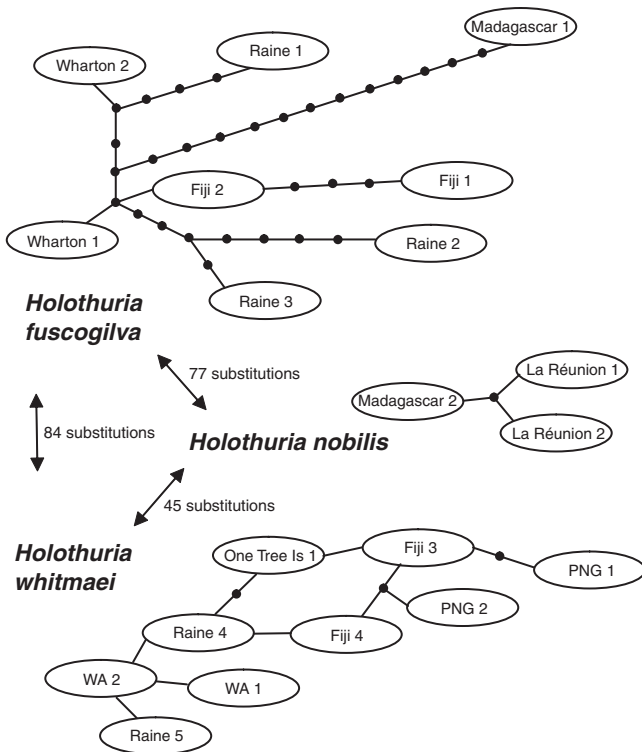 Madagascar 1
Raine 1
Wharton 2
Fiji 2
Fiji 1
Wharton 1
Raine 2
Raine 3
Holothuria
fuscogilva
77 substitutions
La Réunion 1
Madagascar 2
La Réunion 2
84 substitutions
Holothuria nobilis
45 substitutions
Holothuria
whitmaei
One Tree Is 1
Fiji 3
PNG 1
PNG 2
Raine 4
Fiji 4
WA 2
WA 1
Raine 5